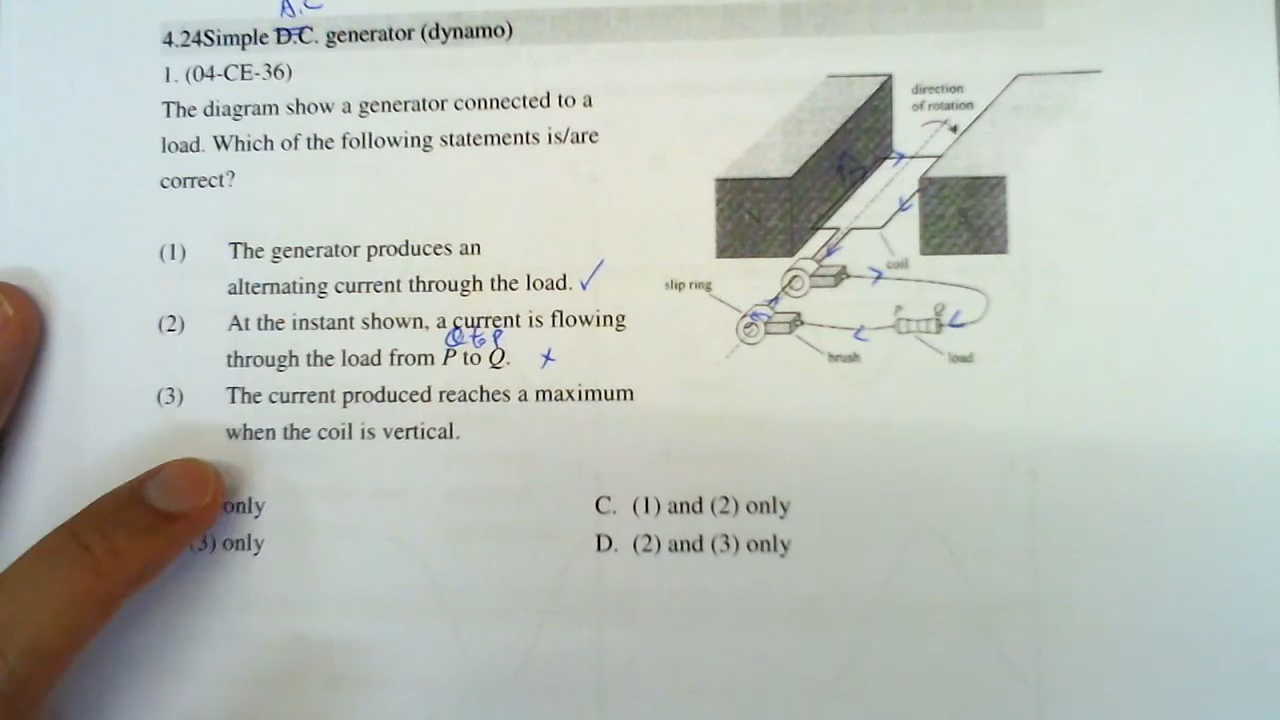 A.C
4.24Simple D.C. generator (dynamo)
1. (04-CE-36)
The diagram show a generator connected to a
load. Which of the following statements is/are
correct?
(1) The generator produces an
alternating current through the load. ✓
(2) At the instant shown, a current is flowing
Q to P
through the load from P to Q. ✗
(3) The current produced reaches a maximum
when the coil is vertical.
only
(3) only
C. (1) and (2) only
D. (2) and (3) only
direction
of rotation
N
S
coil
slip ring
P
Q
brush
load